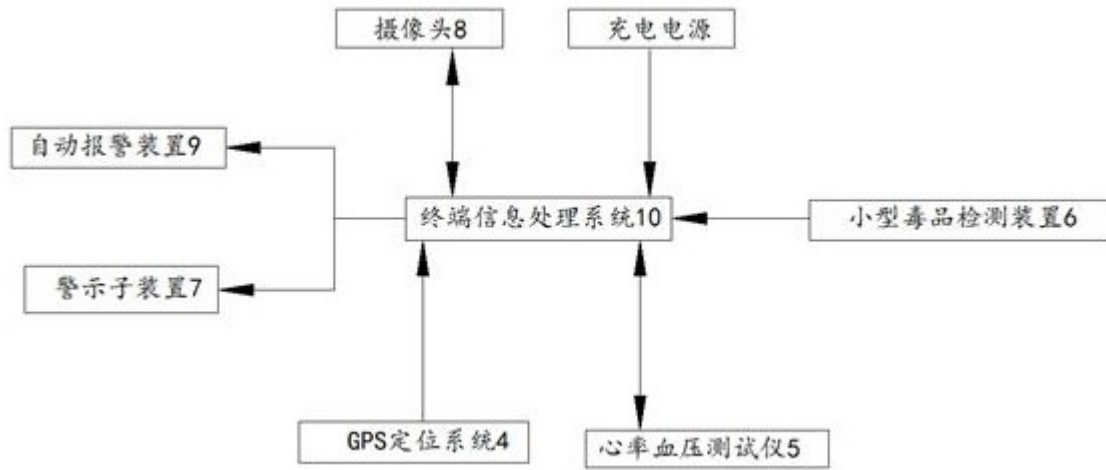 摄像头8
充电电源
自动报警装置9
终端信息处理系统10
小型毒品检测装置6
警示子装置7
GPS定位系统4
心率血压测试仪5